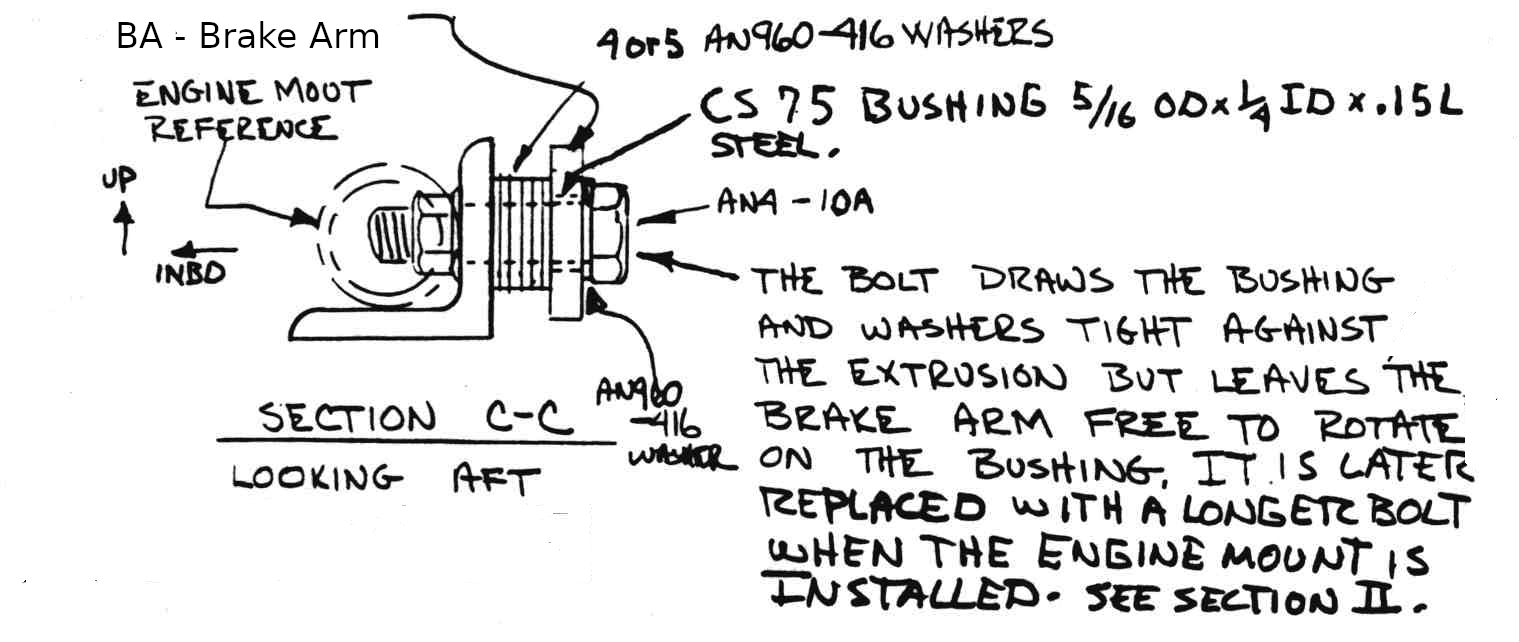 BA - Brake Arm
4 or 5 AN960-416 WASHERS
ENGINE MOUT
REFERENCE
CS 75 BUSHING 5/16 OD x 1/4 ID x .15 L
STEEL.
UP
AN4 - 10A
INBD
THE BOLT DRAWS THE BUSHING
AND WASHERS TIGHT AGAINST
THE EXTRUSION BUT LEAVES THE
BRAKE ARM FREE TO ROTATE
ON THE BUSHING. IT IS LATER
REPLACED WITH A LONGER BOLT
WHEN THE ENGINE MOUNT IS
INSTALLED. SEE SECTION II.
AN960
-416
WASHER
SECTION C-C
LOOKING AFT